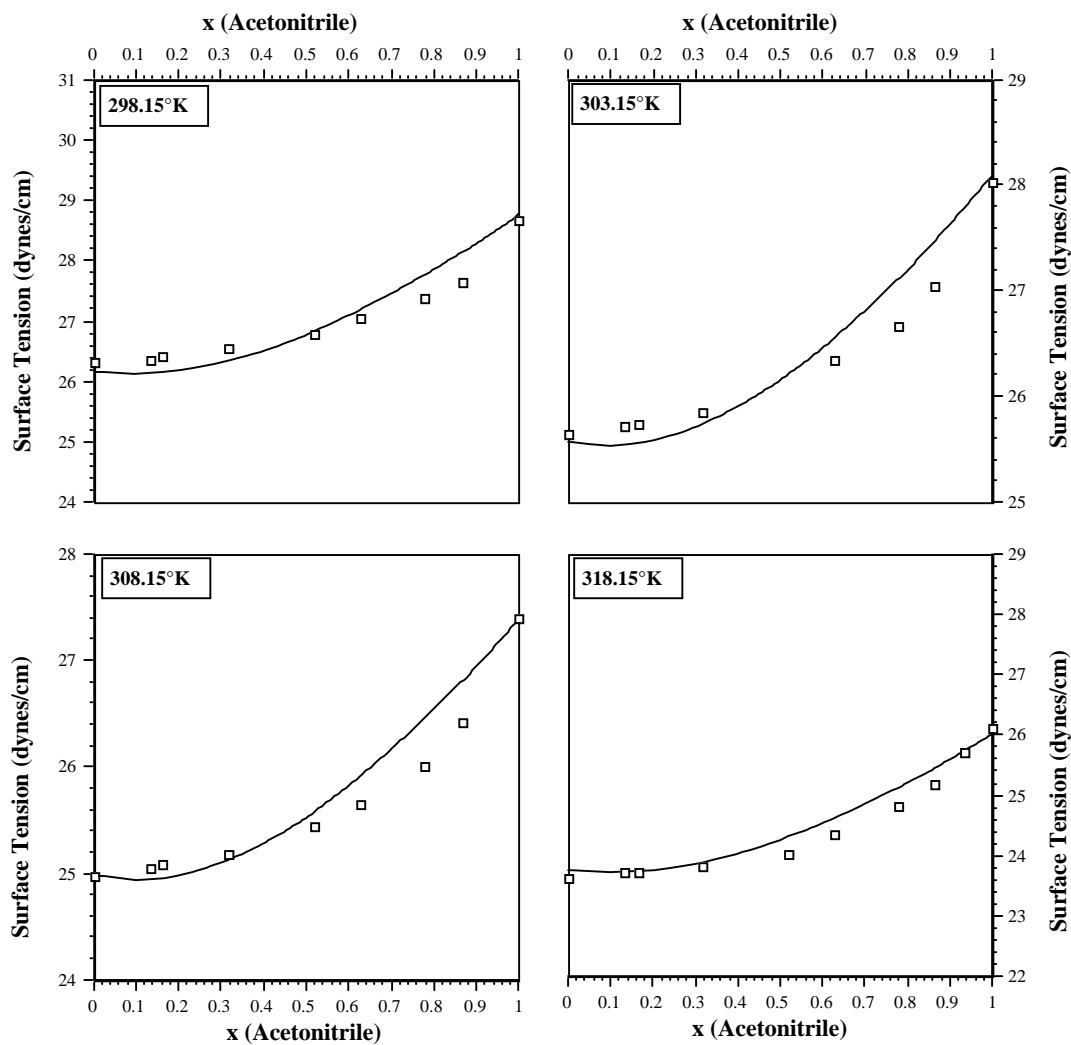 x (Acetonitrile)
x (Acetonitrile)
0 0.1 0.2 0.3 0.4 0.5 0.6 0.7 0.8 0.9 1
0 0.1 0.2 0.3 0.4 0.5 0.6 0.7 0.8 0.9 1
298.15°K
31
30
29
28
27
26
25
24
Surface Tension (dynes/cm)
303.15°K
29
28
27
26
25
Surface Tension (dynes/cm)
308.15°K
28
27
26
25
24
Surface Tension (dynes/cm)
318.15°K
29
28
27
26
25
24
23
22
Surface Tension (dynes/cm)
0 0.1 0.2 0.3 0.4 0.5 0.6 0.7 0.8 0.9 1
0 0.1 0.2 0.3 0.4 0.5 0.6 0.7 0.8 0.9 1
x (Acetonitrile)
x (Acetonitrile)